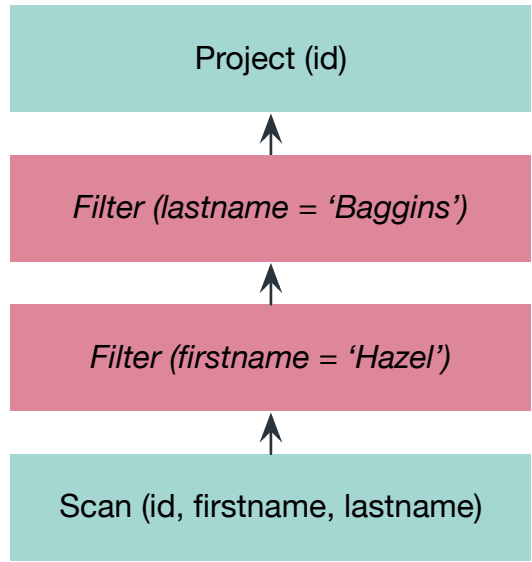 Project (id)
Filter (lastname = ‘Baggins’)
Filter (firstname = ‘Hazel’)
Scan (id, firstname, lastname)